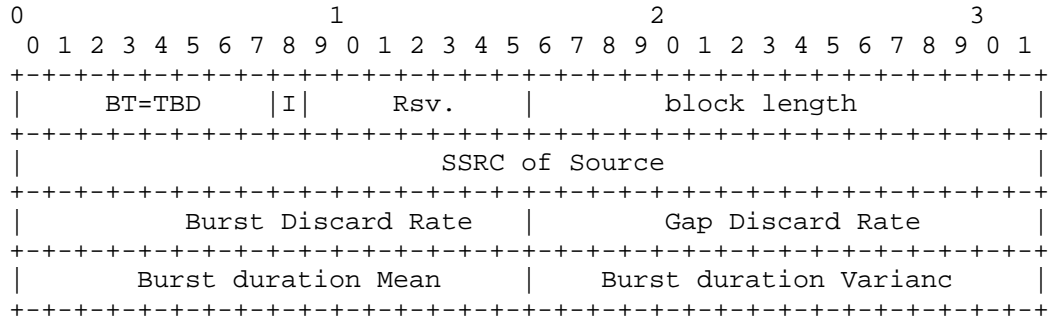 0                   1                   2                   3
 0 1 2 3 4 5 6 7 8 9 0 1 2 3 4 5 6 7 8 9 0 1 2 3 4 5 6 7 8 9 0 1
+-+-+-+-+-+-+-+-+-+-+-+-+-+-+-+-+-+-+-+-+-+-+-+-+-+-+-+-+-+-+-+-+
|     BT=TBD    |I|     Rsv.    |        block length           |
+-+-+-+-+-+-+-+-+-+-+-+-+-+-+-+-+-+-+-+-+-+-+-+-+-+-+-+-+-+-+-+-+
|                          SSRC of Source                       |
+-+-+-+-+-+-+-+-+-+-+-+-+-+-+-+-+-+-+-+-+-+-+-+-+-+-+-+-+-+-+-+-+
|          Burst Discard Rate   |        Gap Discard Rate       |
+-+-+-+-+-+-+-+-+-+-+-+-+-+-+-+-+-+-+-+-+-+-+-+-+-+-+-+-+-+-+-+-+
|       Burst duration Mean     |    Burst duration Varianc     |
+-+-+-+-+-+-+-+-+-+-+-+-+-+-+-+-+-+-+-+-+-+-+-+-+-+-+-+-+-+-+-+-+